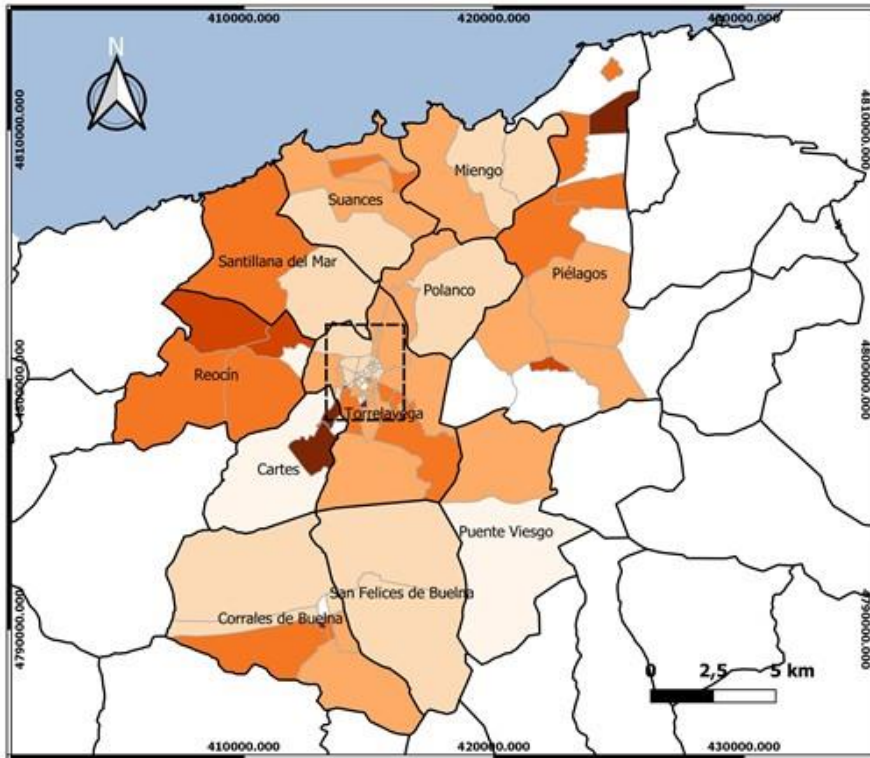 410000.000 420000.000 430000.000
N
4810000.000 4810000.000
Miengo
Suances
Santillana del Mar
Piélagos
Polanco
4800000.000 4800000.000
Reocín
Torrelavega
Cartes
Puente Viesgo
San Felices de Buelna
4790000.000 4790000.000
Corrales de Buelna
0 2,5 5 km
410000.000 420000.000 430000.000